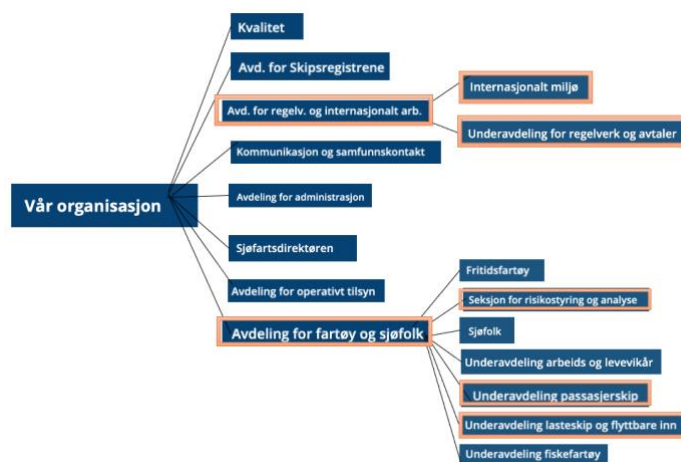 Kvalitet
Avd. for Skipsregistrene
Avd. for regelv. og internasjonalt arb.
Internasjonalt miljø
Underavdeling for regelverk og avtaler
Kommunikasjon og samfunnskontakt
Vår organisasjon
Avdeling for administrasjon
Sjøfartsdirektøren
Avdeling for operativt tilsyn
Avdeling for fartøy og sjøfolk
Fritidsfartøy
Seksjon for risikostyring og analyse
Sjøfolk
Underavdeling arbeids og levevikår
Underavdeling passasjerskip
Underavdeling lasteskip og flyttbare inn
Underavdeling fiskefartøy